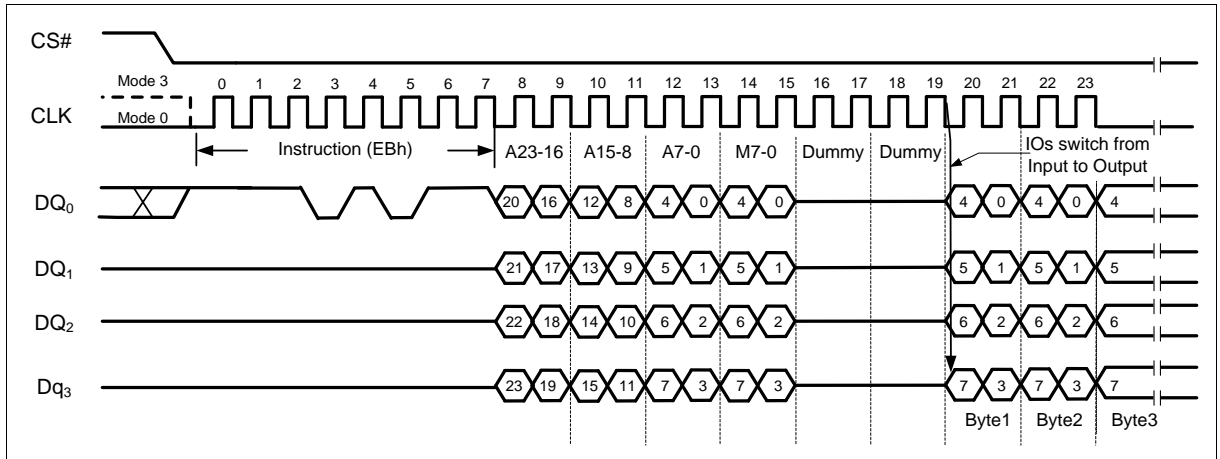 CS#
Mode 3
0 1 2 3 4 5 6 7 8 9 10 11 12 13 14 15 16 17 18 19 20 21 22 23
CLK
Mode 0
Instruction (EBh) A23-16 A15-8 A7-0 M7-0 Dummy Dummy
IOs switch from
Input to Output
DQ0 20 16 12 8 4 0 4 0 4 0 4 0 4
DQ1 21 17 13 9 5 1 5 1 5 1 5 1 5
DQ2 22 18 14 10 6 2 6 2 6 2 6 2 6
Dq3 23 19 15 11 7 3 7 3 7 3 7 3 7
Byte1 Byte2 Byte3